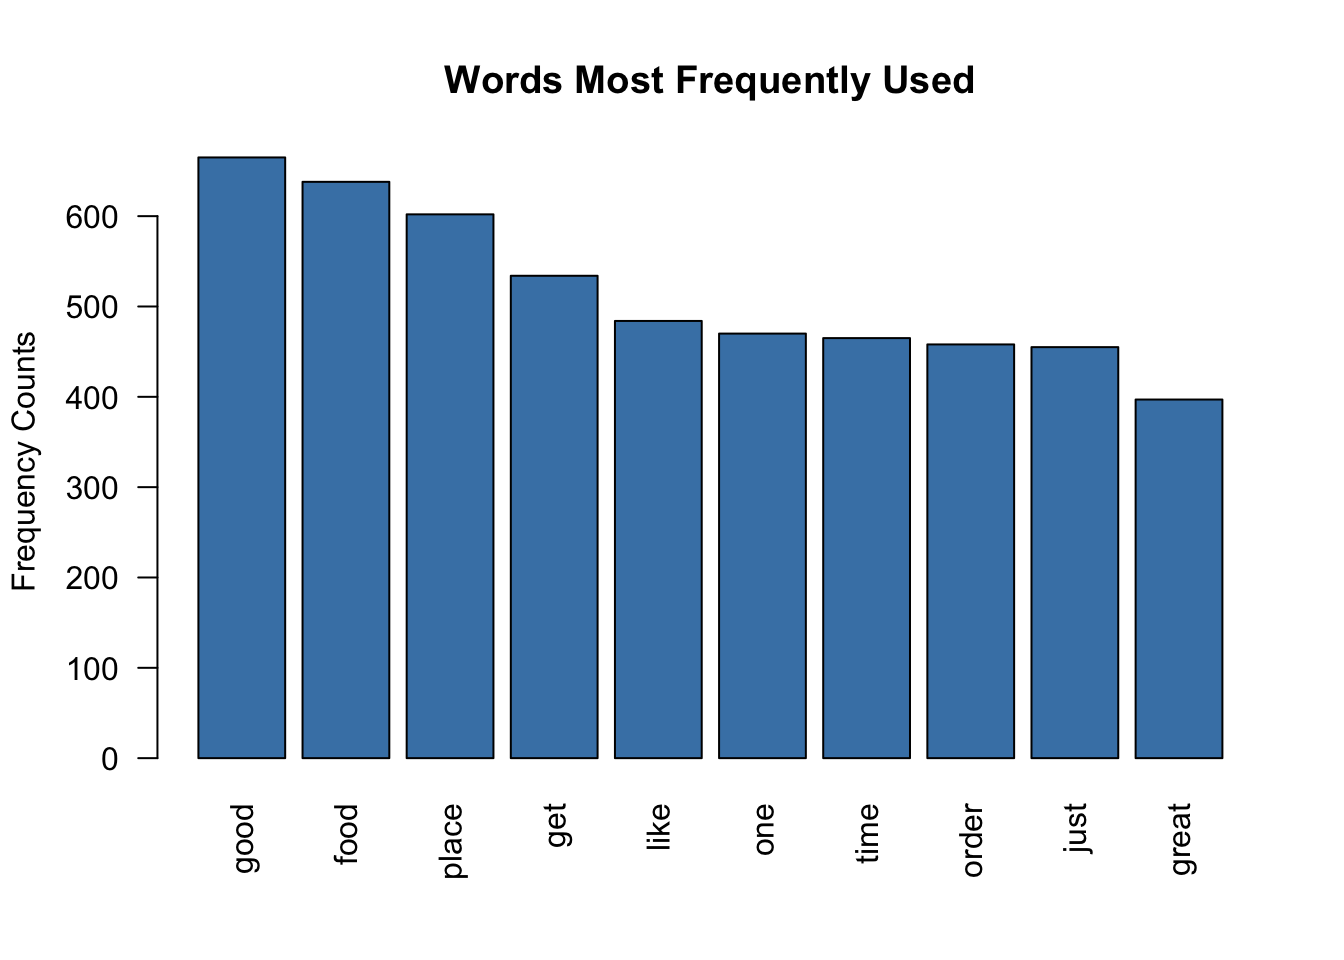 Words Most Frequently Used
Frequency Counts
600
500
400
300
200
100
0
good
food
place
get
like
one
time
order
just
great